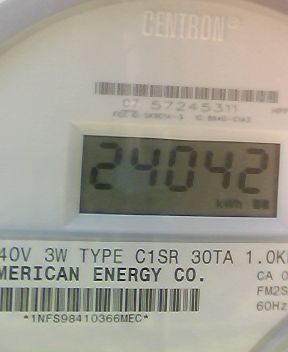 CENTRON®
C7 57245311
24042
kWh
40V 3W TYPE C1SR 30TA 1.0K
MERICAN ENERGY CO.
CA 0
FM2S
60Hz
*1NFS98410366MEC*